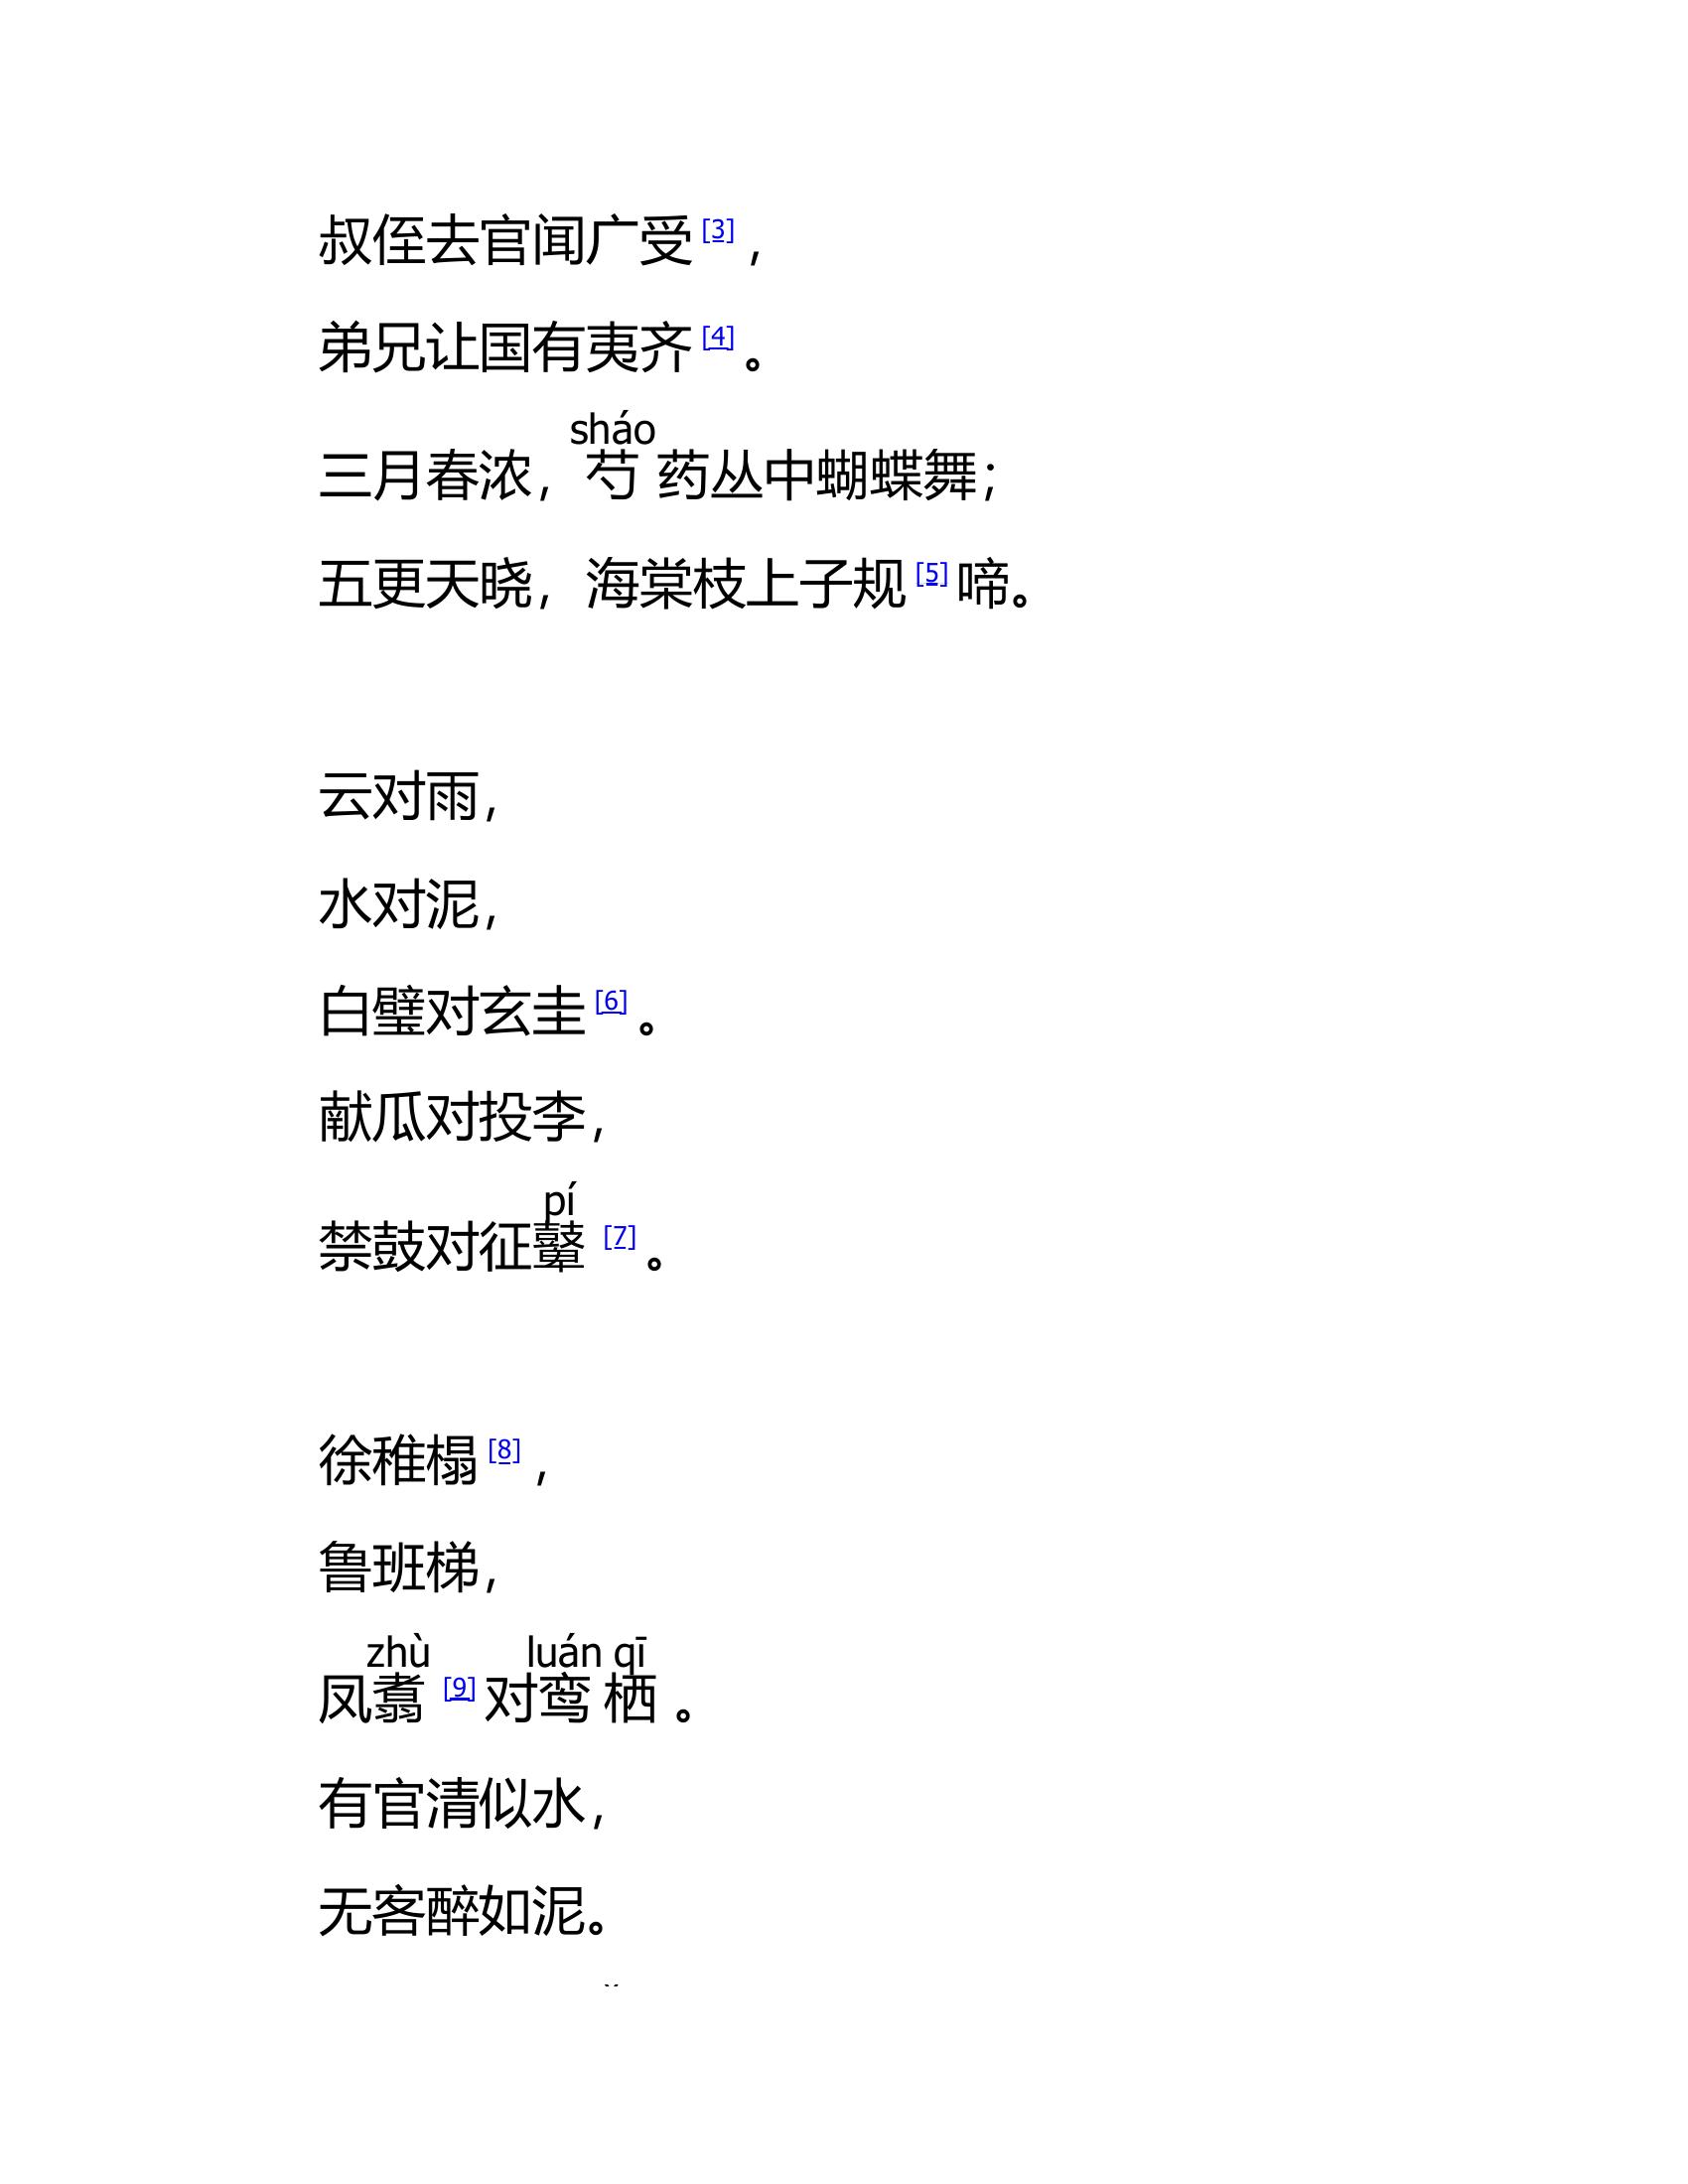 叔侄去官闻广受[3]，
弟兄让国有夷齐[4]。
sháo
三月春浓，芍药丛中蝴蝶舞；
五更天晓，海棠枝上子规[5]啼。
云对雨，
水对泥，
白璧对玄圭[6]。
献瓜对投李，
pí
禁鼓对征鼙[7]。
徐稚榻[8]，
鲁班梯，
zhù luán qī
凤翥[9]对鸾栖。
有官清似水，
无客醉如泥。